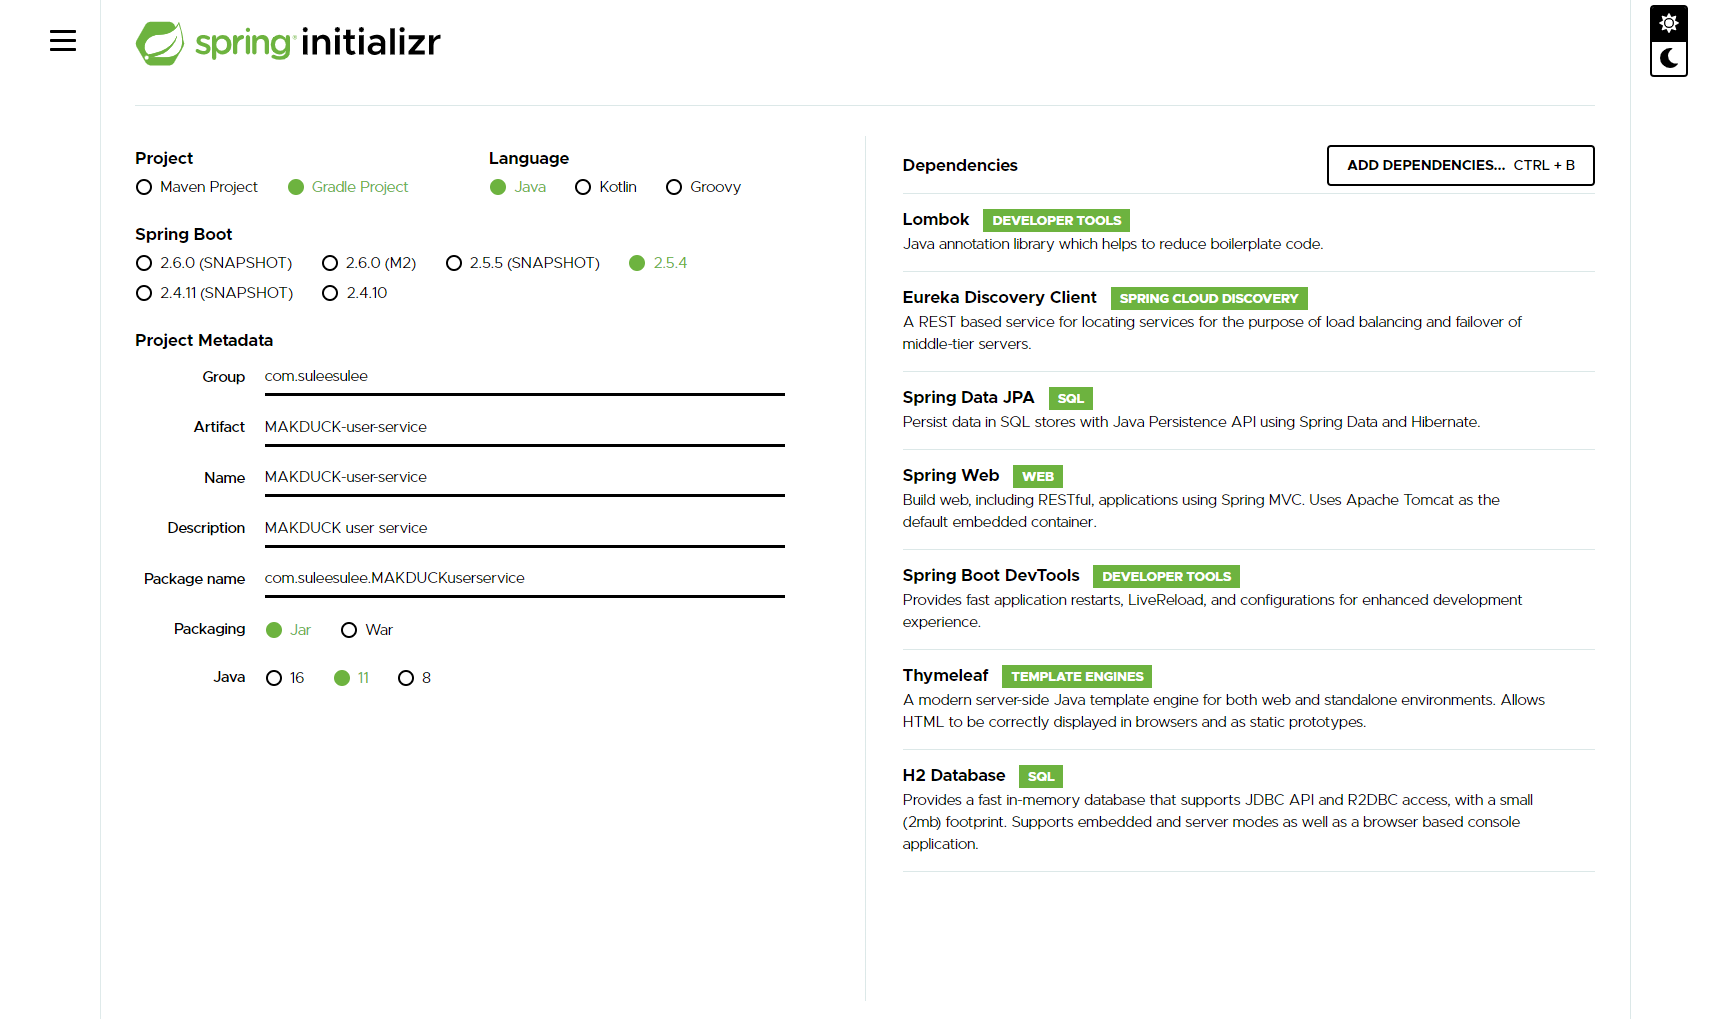 spring initializr
Project
Maven Project Gradle Project
Language
Java Kotlin Groovy
Spring Boot
2.6.0 (SNAPSHOT) 2.6.0 (M2) 2.5.5 (SNAPSHOT) 2.5.4
2.4.11 (SNAPSHOT) 2.4.10
Project Metadata
Group com.suleesulee
Artifact MAKDUCK-user-service
Name MAKDUCK-user-service
Description MAKDUCK user service
Package name com.suleesulee.MAKDUCKuserservice
Packaging Jar War
Java 16 11 8
Dependencies ADD DEPENDENCIES... CTRL + B
Lombok DEVELOPER TOOLS
Java annotation library which helps to reduce boilerplate code.
Eureka Discovery Client SPRING CLOUD DISCOVERY
A REST based service for locating services for the purpose of load balancing and failover of
middle-tier servers.
Spring Data JPA SQL
Persist data in SQL stores with Java Persistence API using Spring Data and Hibernate.
Spring Web WEB
Build web, including RESTful, applications using Spring MVC. Uses Apache Tomcat as the
default embedded container.
Spring Boot DevTools DEVELOPER TOOLS
Provides fast application restarts, LiveReload, and configurations for enhanced development
experience.
Thymeleaf TEMPLATE ENGINES
A modern server-side Java template engine for both web and standalone environments. Allows
HTML to be correctly displayed in browsers and as static prototypes.
H2 Database SQL
Provides a fast in-memory database that supports JDBC API and R2DBC access, with a small
(2mb) footprint. Supports embedded and server modes as well as a browser based console
application.